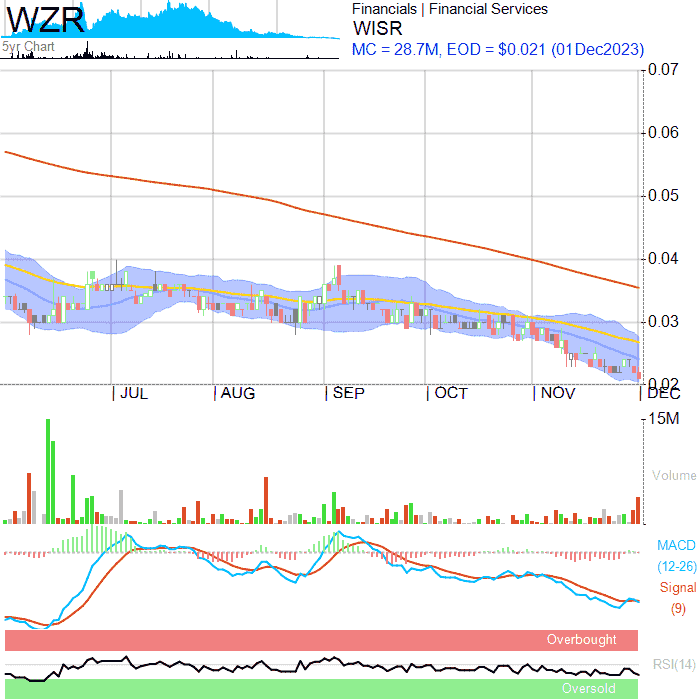 WZR
5yr Chart
Financials | Financial Services
WISR
MC = 28.7M, EOD = $0.021 (01Dec2023)
0.07
0.06
0.05
0.04
0.03
0.02
| JUL | AUG | SEP | OCT | NOV | DEC
15M
Volume
MACD
(12-26)
Signal
(9)
Overbought
RSI(14)
Oversold